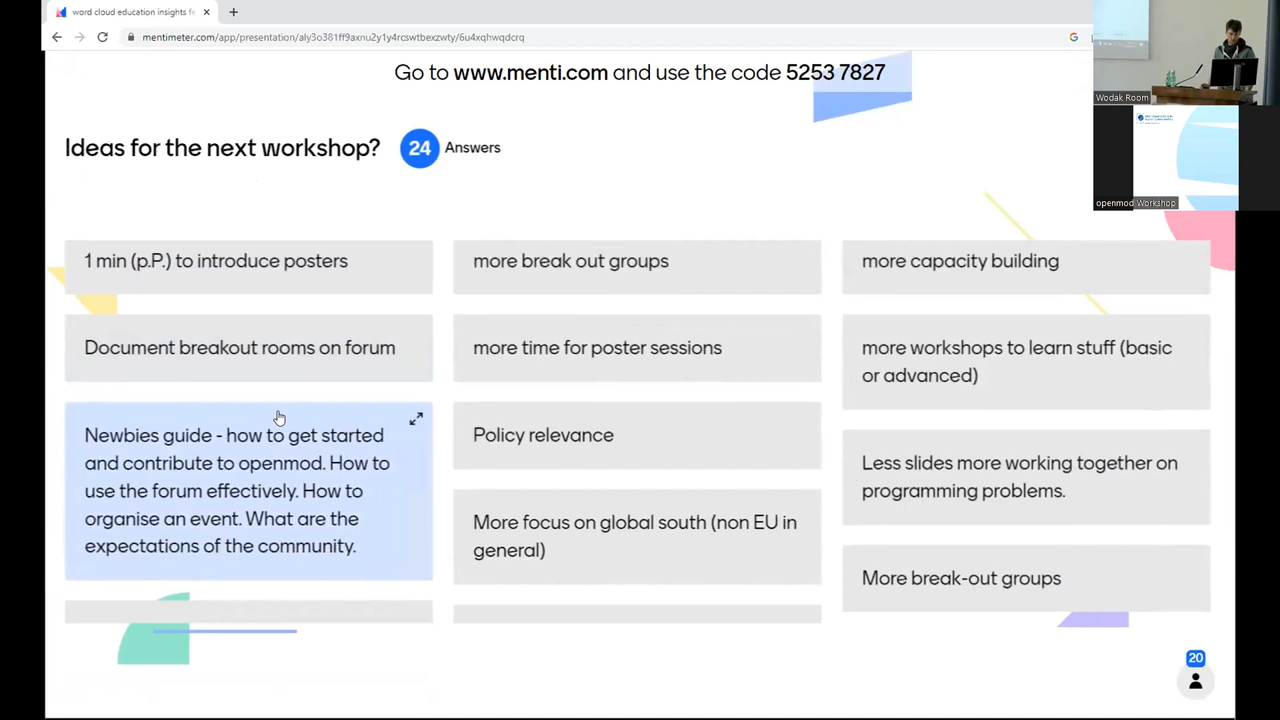 word cloud education insights f
mentimeter.com/app/presentation/aly3o381ff9axnu2y1y4rcswtbexzwty/6u4xqhwqdcrq
Go to www.menti.com and use the code 5253 7827
Ideas for the next workshop?
24 Answers
1 min (p.P.) to introduce posters
Document breakout rooms on forum
Newbies guide - how to get started
and contribute to openmod. How to
use the forum effectively. How to
organise an event. What are the
expectations of the community.
more break out groups
more time for poster sessions
Policy relevance
More focus on global south (non EU in
general)
more capacity building
more workshops to learn stuff (basic
or advanced)
Less slides more working together on
programming problems.
More break-out groups
20
Wodak Room
openmod Workshop